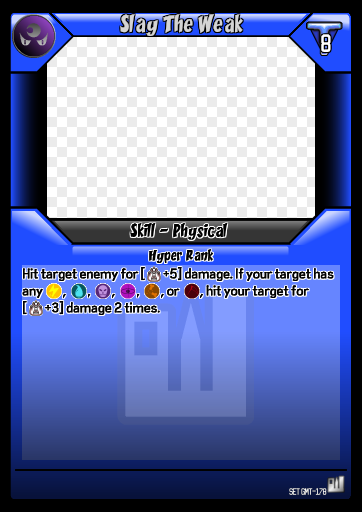 Slay The Weak
8
Skill - Physical
Hyper Rank
Hit target enemy for [ +5] damage. If your target has
any , , , , , or , hit your target for
[ +3] damage 2 times.
SET GMT-178